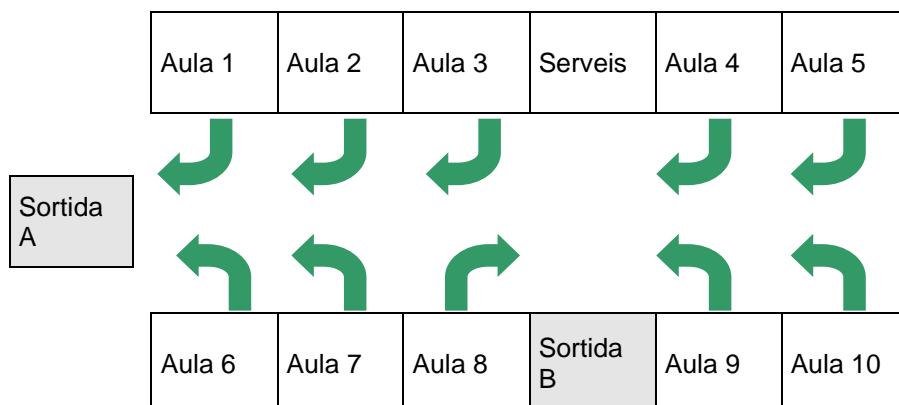 Aula 1 Aula 2 Aula 3 Serveis Aula 4 Aula 5
Sortida
A
Aula 6 Aula 7 Aula 8 Sortida
B Aula 9 Aula 10